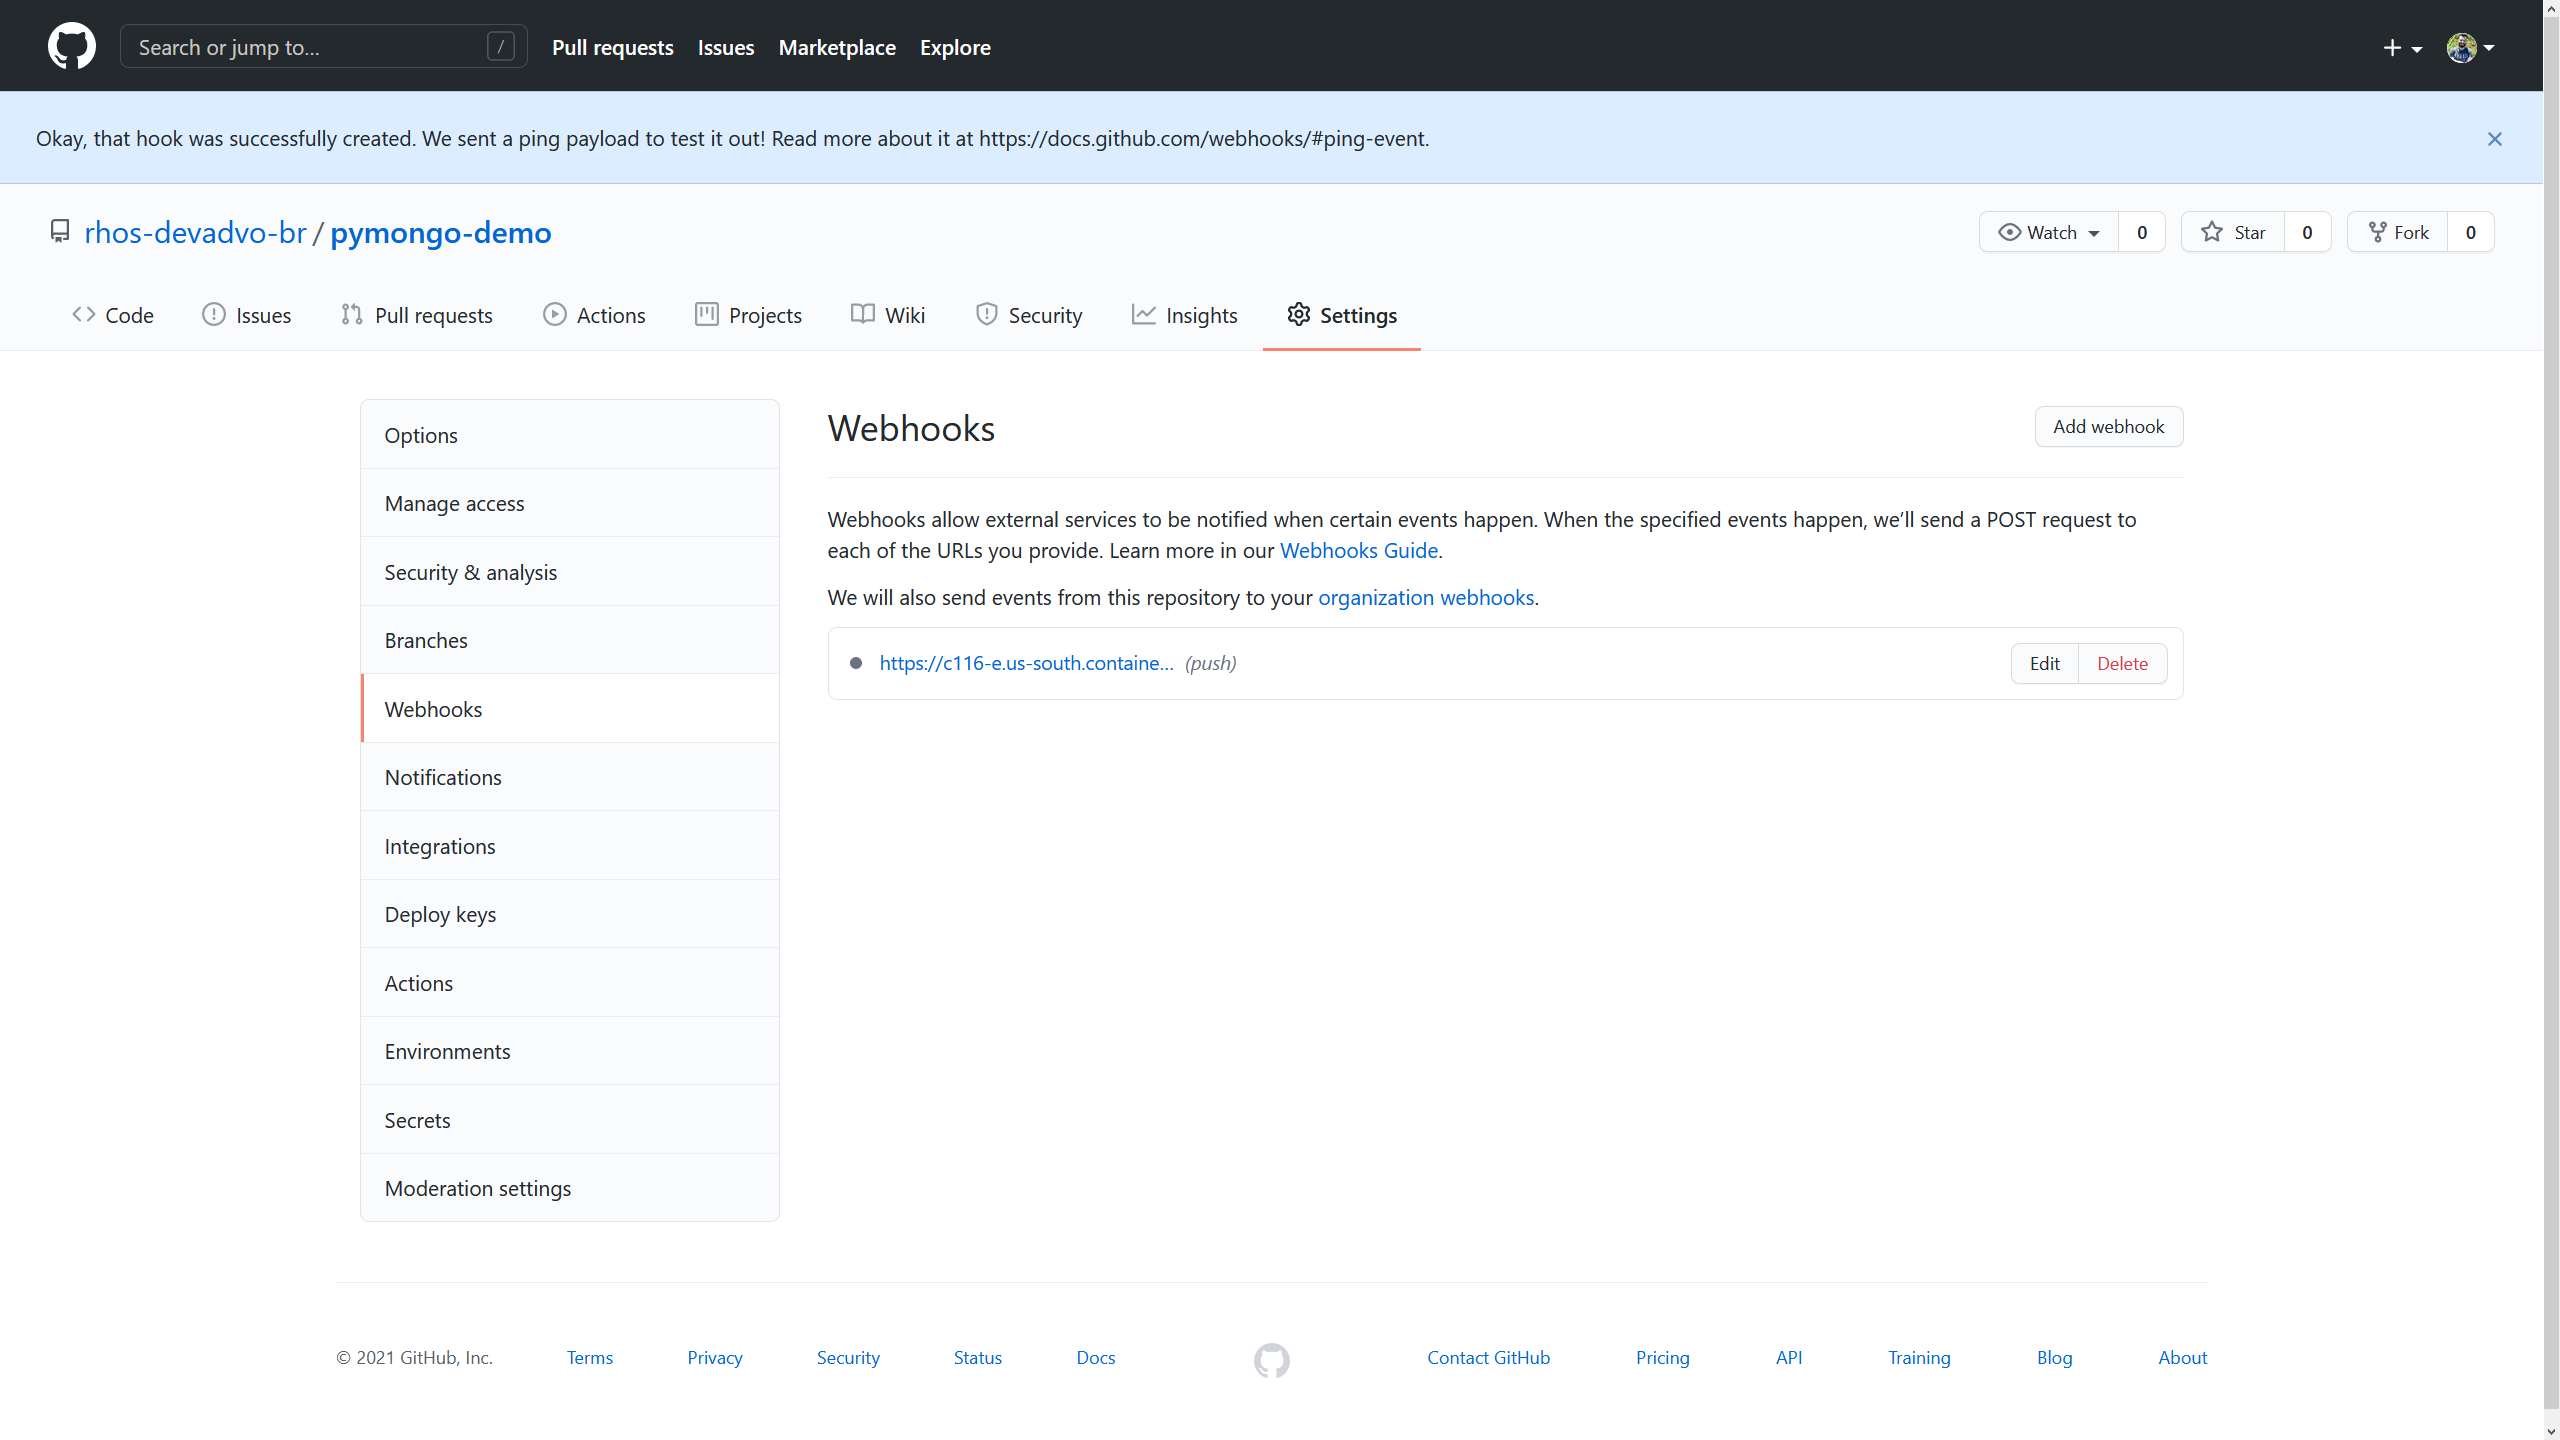 Search or jump to...
/
Pull requests
Issues
Marketplace
Explore
Okay, that hook was successfully created. We sent a ping payload to test it out! Read more about it at https://docs.github.com/webhooks/#ping-event.
rhos-devadvo-br / pymongo-demo
Watch 0
Star 0
Fork 0
Code
Issues
Pull requests
Actions
Projects
Wiki
Security
Insights
Settings
Options
Manage access
Security & analysis
Branches
Webhooks
Notifications
Integrations
Deploy keys
Actions
Environments
Secrets
Moderation settings
Webhooks
Add webhook
Webhooks allow external services to be notified when certain events happen. When the specified events happen, we’ll send a POST request to
each of the URLs you provide. Learn more in our Webhooks Guide.
We will also send events from this repository to your organization webhooks.
https://c116-e.us-south.containe... (push)
Edit
Delete
© 2021 GitHub, Inc.
Terms
Privacy
Security
Status
Docs
Contact GitHub
Pricing
API
Training
Blog
About